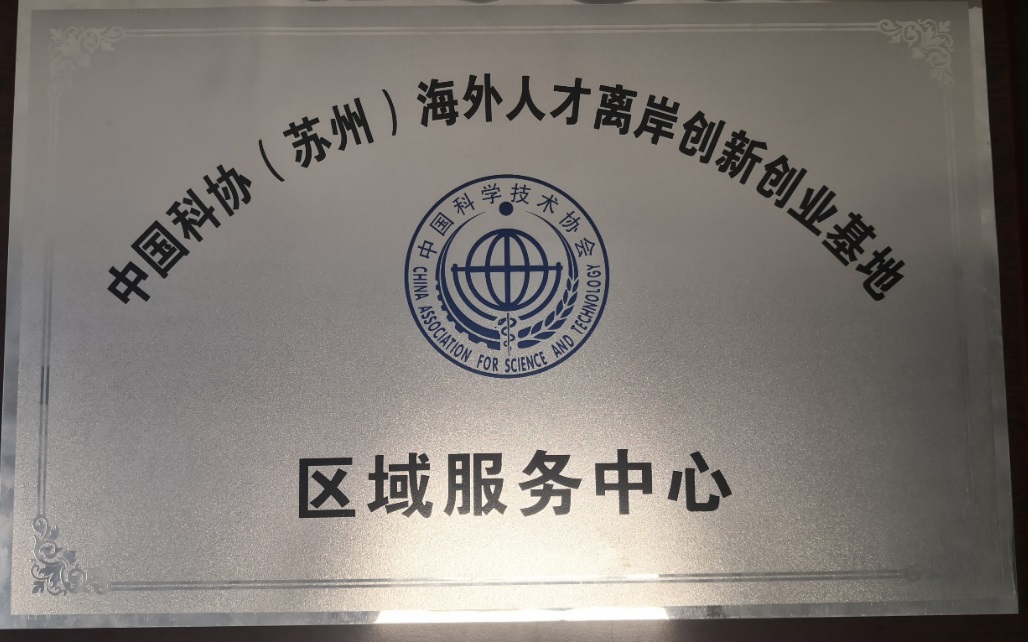 中国科协（苏州）海外人才离岸创新创业基地
中国科学技术协会
CHINA ASSOCIATION FOR SCIENCE AND TECHNOLOGY
区域服务中心